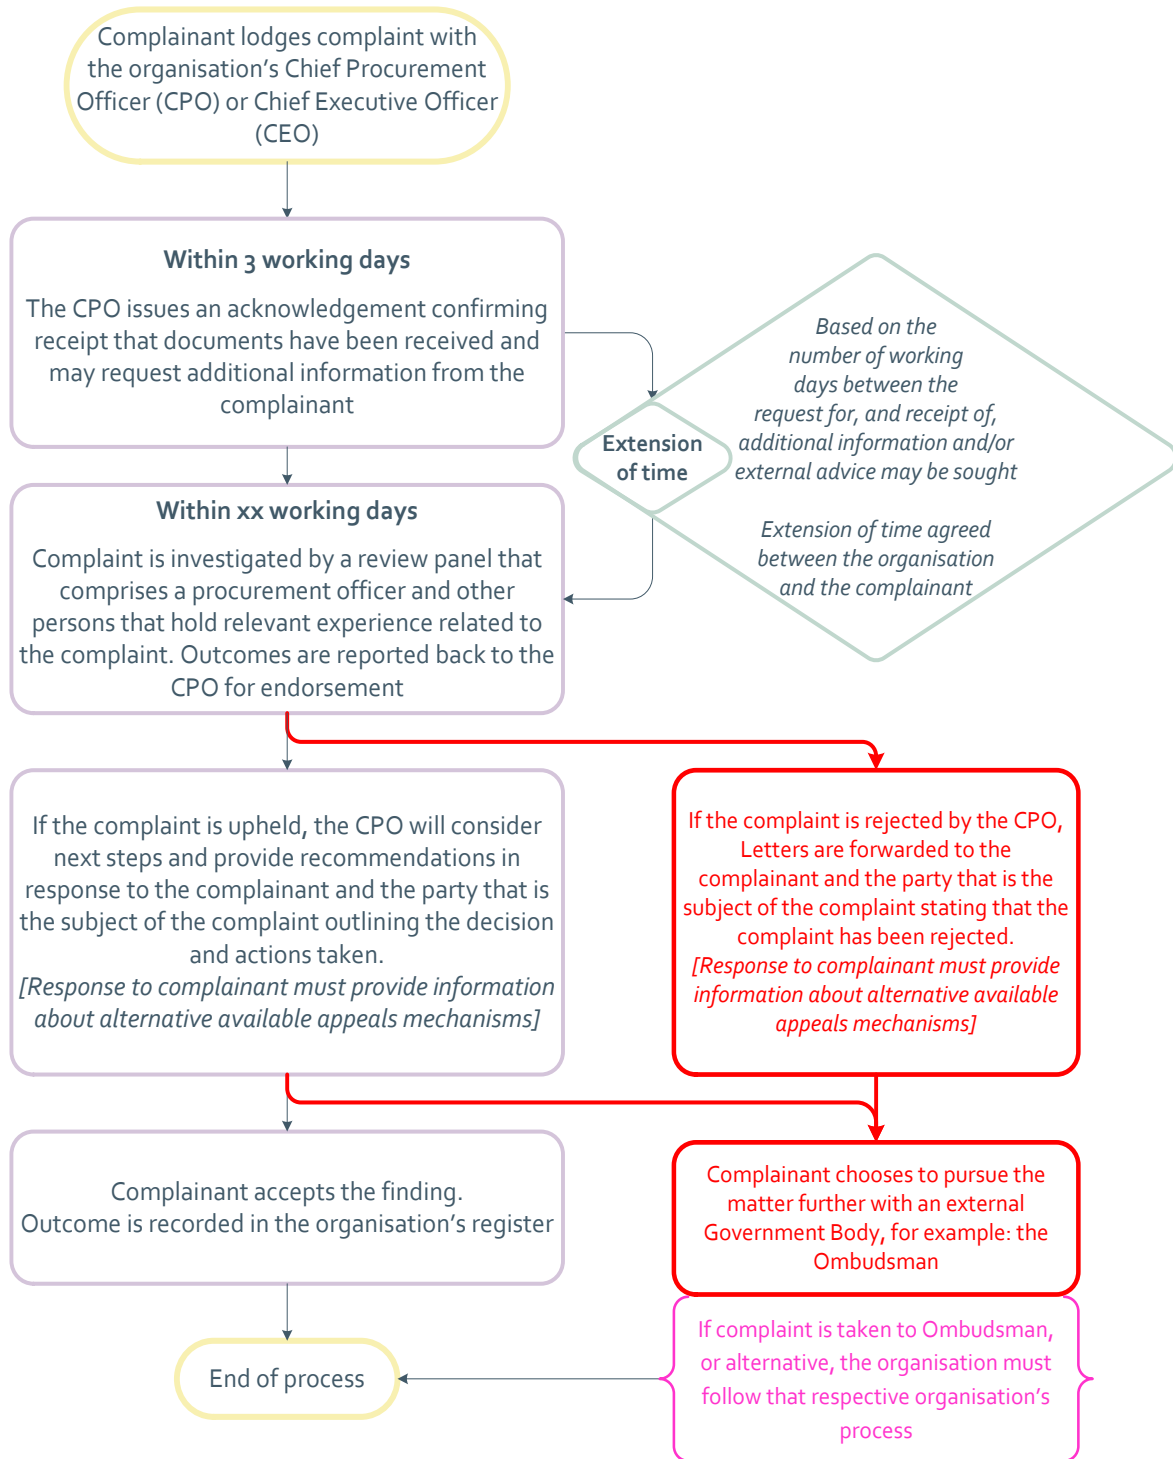 Complainant lodges complaint with
the organisation’s Chief Procurement
Officer (CPO) or Chief Executive Officer
(CEO)
Within 3 working days
The CPO issues an acknowledgement confirming
receipt that documents have been received and
may request additional information from the
complainant
Extension
of time
Based on the
number of working
days between the
request for, and receipt of,
additional information and/or
external advice may be sought
Extension of time agreed
between the organisation
and the complainant
Within xx working days
Complaint is investigated by a review panel that
comprises a procurement officer and other
persons that hold relevant experience related to
the complaint. Outcomes are reported back to the
CPO for endorsement
If the complaint is upheld, the CPO will consider
next steps and provide recommendations in
response to the complainant and the party that is
the subject of the complaint outlining the decision
and actions taken.
[Response to complainant must provide information
about alternative available appeals mechanisms]
If the complaint is rejected by the CPO,
Letters are forwarded to the
complainant and the party that is the
subject of the complaint stating that the
complaint has been rejected.
[Response to complainant must provide
information about alternative available
appeals mechanisms]
Complainant accepts the finding.
Outcome is recorded in the organisation’s register
Complainant chooses to pursue the
matter further with an external
Government Body, for example: the
Ombudsman
If complaint is taken to Ombudsman,
or alternative, the organisation must
follow that respective organisation’s
process
End of process